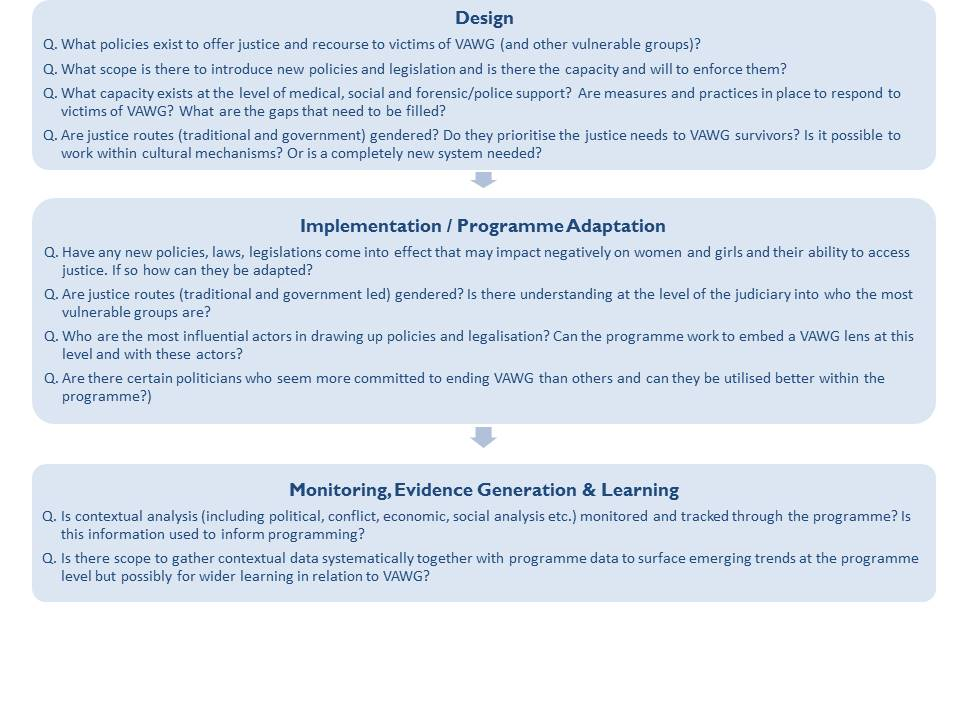 Design
Q. What policies exist to offer justice and recourse to victims of VAWG (and other vulnerable groups)?
Q. What scope is there to introduce new policies and legislation and is there the capacity and will to enforce them?
Q. What capacity exists at the level of medical, social and forensic/police support? Are measures and practices in place to respond to
victims of VAWG? What are the gaps that need to be filled?
Q. Are justice routes (traditional and government) gendered? Do they prioritise the justice needs to VAWG survivors? Is it possible to
work within cultural mechanisms? Or is a completely new system needed?
Implementation / Programme Adaptation
Q. Have any new policies, laws, legislations come into effect that may impact negatively on women and girls and their ability to access
justice. If so how can they be adapted?
Q. Are justice routes (traditional and government led) gendered? Is there understanding at the level of the judiciary into who the most
vulnerable groups are?
Q. Who are the most influential actors in drawing up policies and legalisation? Can the programme work to embed a VAWG lens at this
level and with these actors?
Q. Are there certain politicians who seem more committed to ending VAWG than others and can they be utilised better within the
programme?)
Monitoring, Evidence Generation & Learning
Q. Is contextual analysis (including political, conflict, economic, social analysis etc.) monitored and tracked through the programme? Is
this information used to inform programming?
Q. Is there scope to gather contextual data systematically together with programme data to surface emerging trends at the programme
level but possibly for wider learning in relation to VAWG?